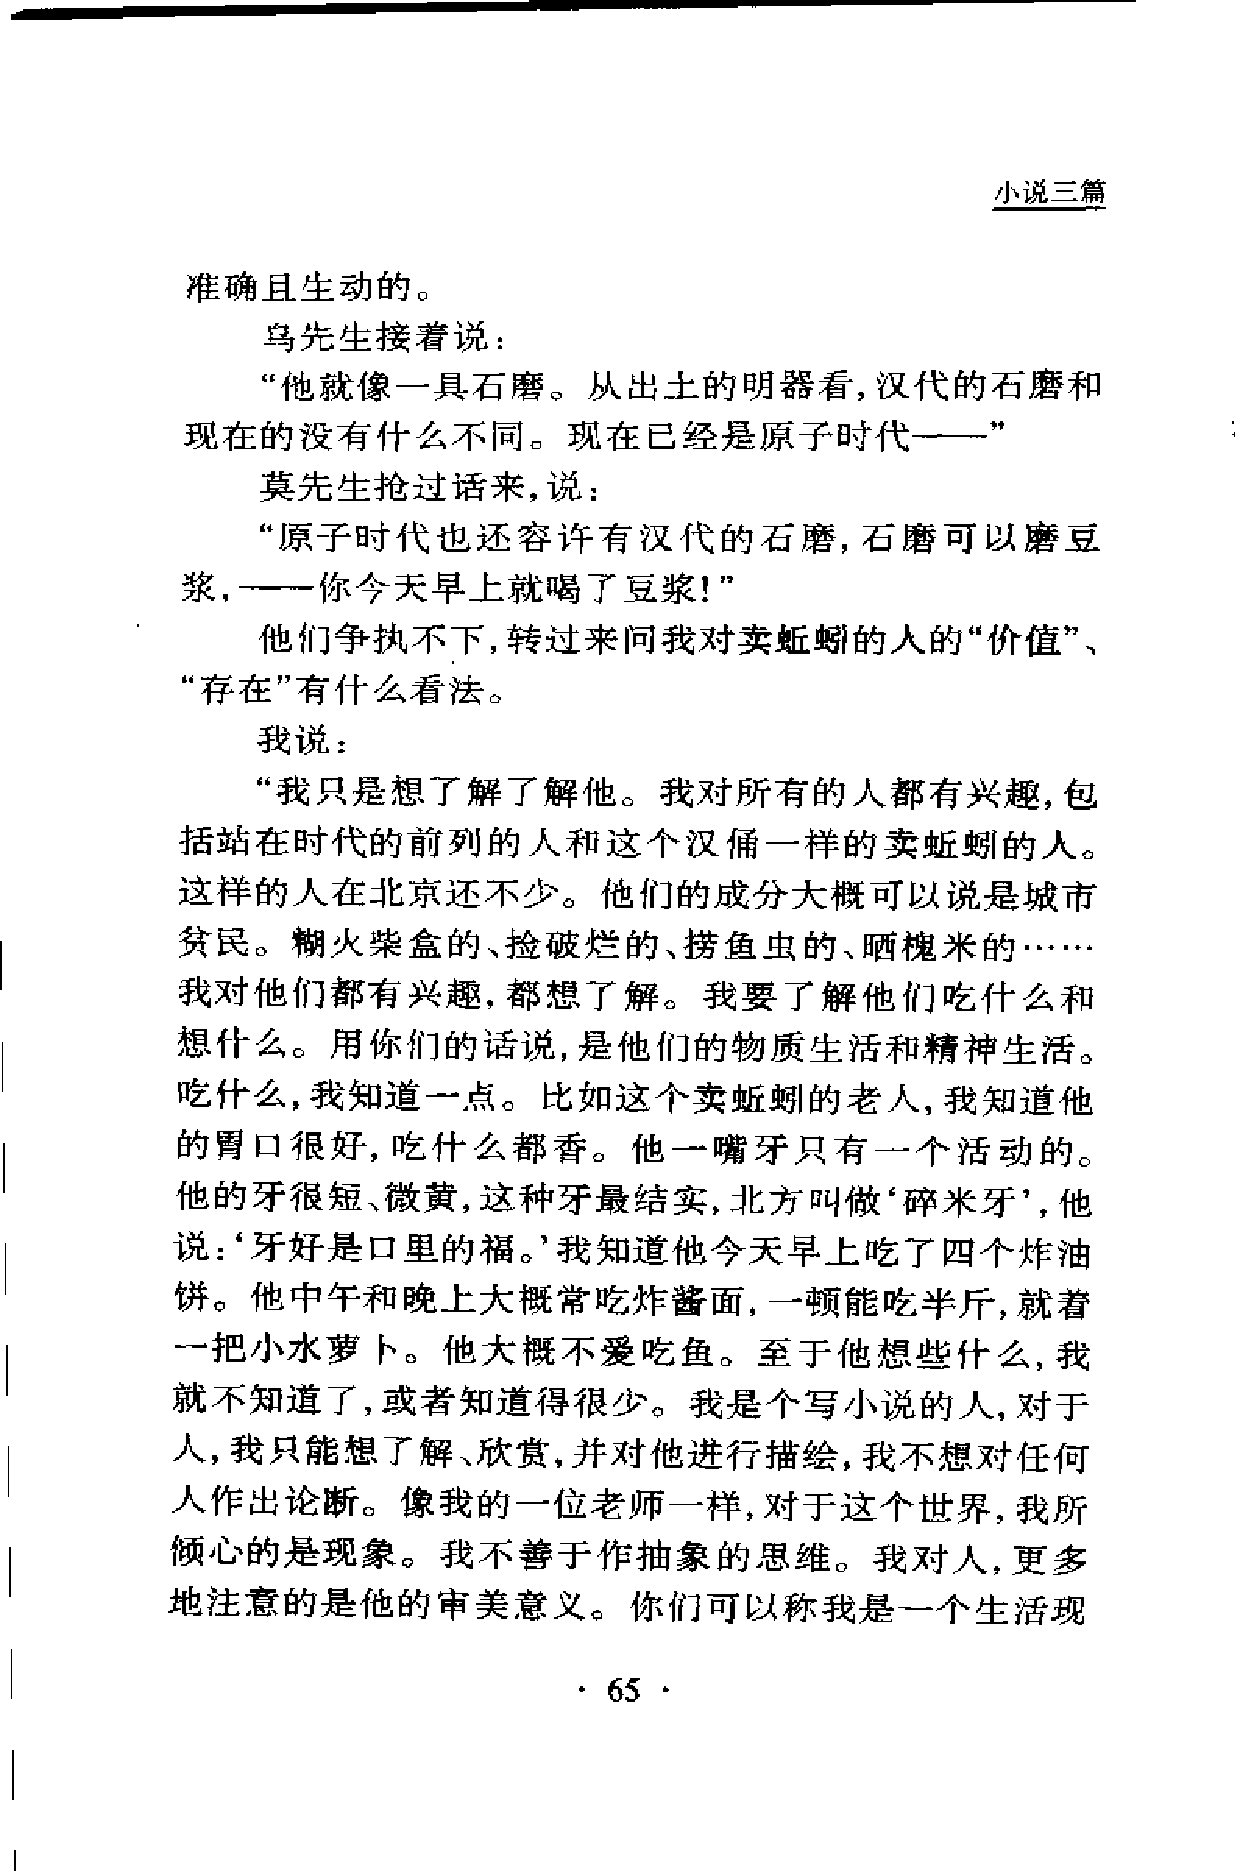 小说三篇
准确且生动的。
乌先生接着说：
“他就像一具石磨。从出土的明器看，汉代的石磨和
现在的没有什么不同。现在已经是原子时代——”
莫先生抢过话来，说：
“原子时代也还容许有汉代的石磨，石磨可以磨豆
浆，——你今天早上就喝了豆浆！”
他们争执不下，转过来问我对卖蚯蚓的人的“价值”、
“存在”有什么看法。
我说：
“我只是想了解了解他。我对所有的人都有兴趣，包
括站在时代的前列的人和这个汉俑一样的卖蚯蚓的人。
这样的人在北京还不少。他们的成分大概可以说是城市
贫民。糊火柴盒的、捡破烂的、捞鱼虫的、晒槐米的……
我对他们都有兴趣，都想了解。我要了解他们吃什么和
想什么。用你们的话说，是他们的物质生活和精神生活。
吃什么，我知道一点。比如这个卖蚯蚓的老人，我知道他
的胃口很好，吃什么都香。他一嘴牙只有一个活动的。
他的牙很短、微黄，这种牙最结实，北方叫做‘碎米牙’，他
说：‘牙好是口里的福。’我知道他今天早上吃了四个炸油
饼。他中午和晚上大概常吃炸酱面，一顿能吃半斤，就着
一把小水萝卜。他大概不爱吃鱼。至于他想些什么，我
就不知道了，或者知道得很少。我是个写小说的人，对于
人，我只能想了解、欣赏，并对他进行描绘，我不想对任何
人作出论断。像我的一位老师一样，对于这个世界，我所
倾心的是现象。我不善于作抽象的思维。我对人，更多
地注意的是他的审美意义。你们可以称我是一个生活现
· 65 ·